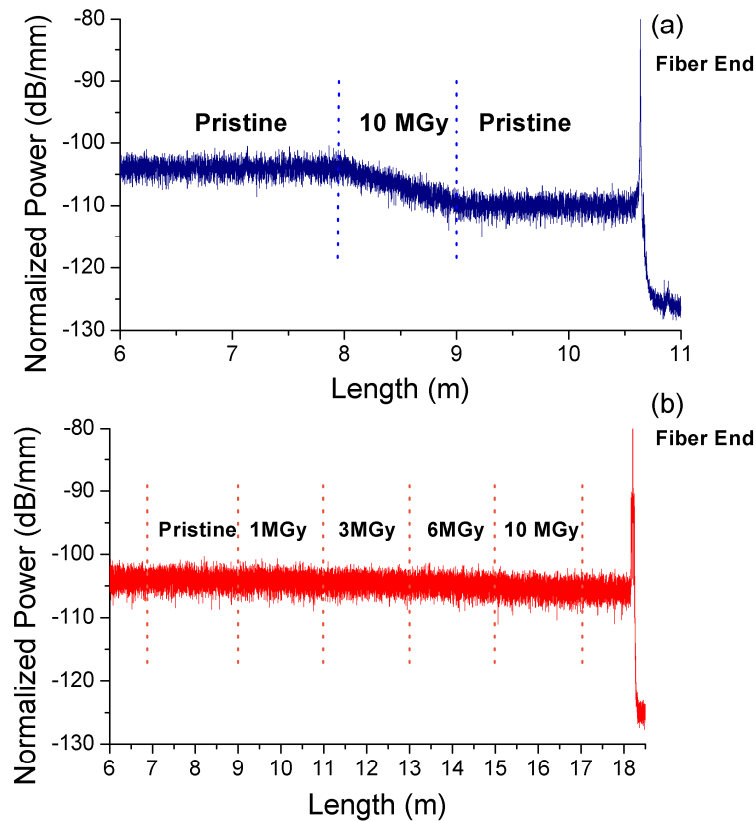 (a)
Fiber End
Normalized Power (dB/mm)
-80
-90
-100
-110
-120
-130
Pristine
10 MGy
Pristine
6 7 8 9 10 11
Length (m)
(b)
Fiber End
Normalized Power (dB/mm)
-80
-90
-100
-110
-120
-130
Pristine 1MGy 3MGy 6MGy 10 MGy
6 7 8 9 10 11 12 13 14 15 16 17 18
Length (m)